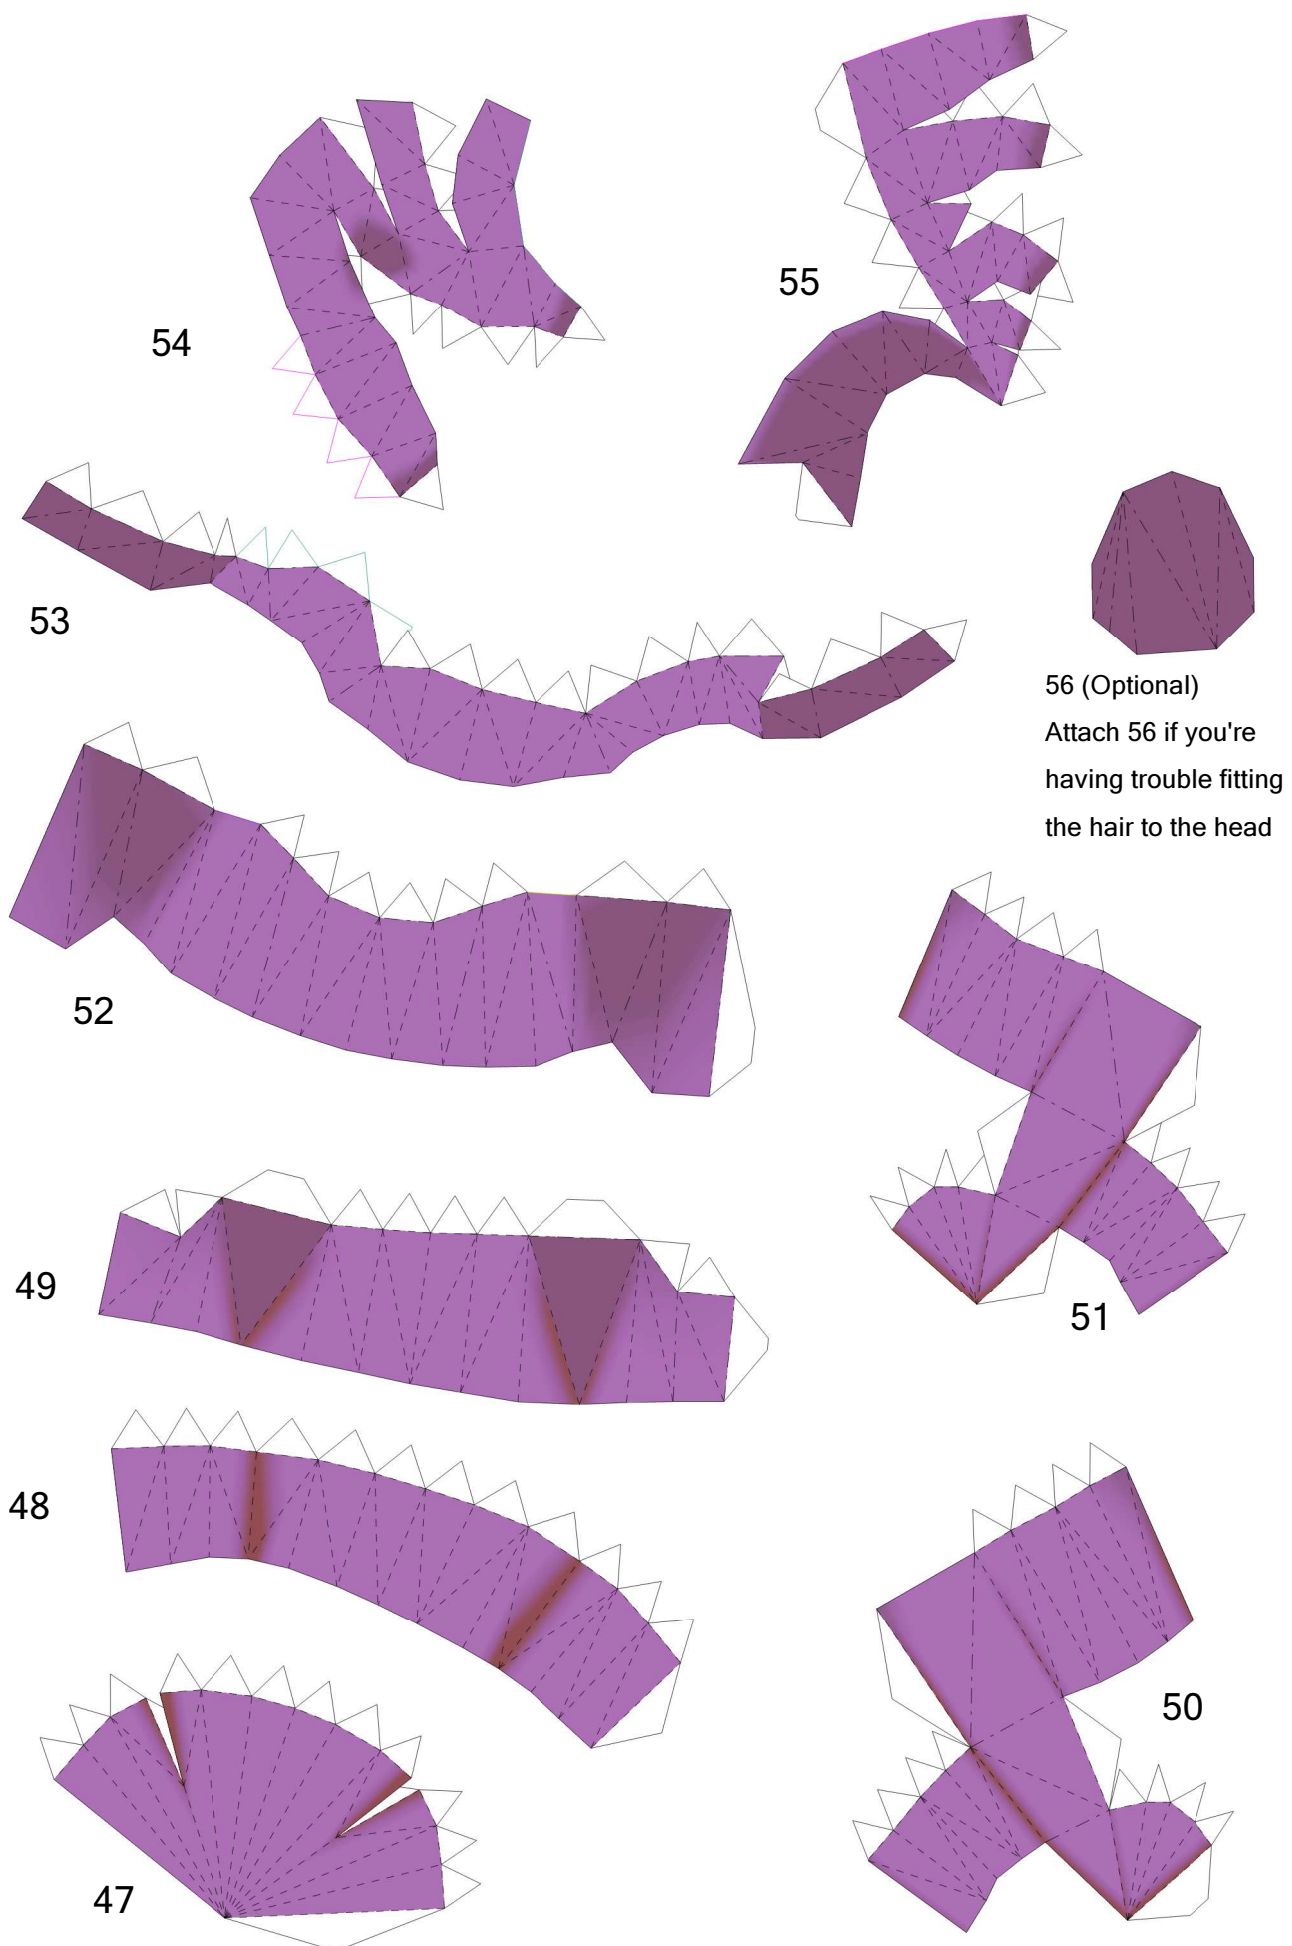 54
55
53
56 (Optional)
Attach 56 if you're
having trouble fitting
the hair to the head
52
51
49
48
50
47